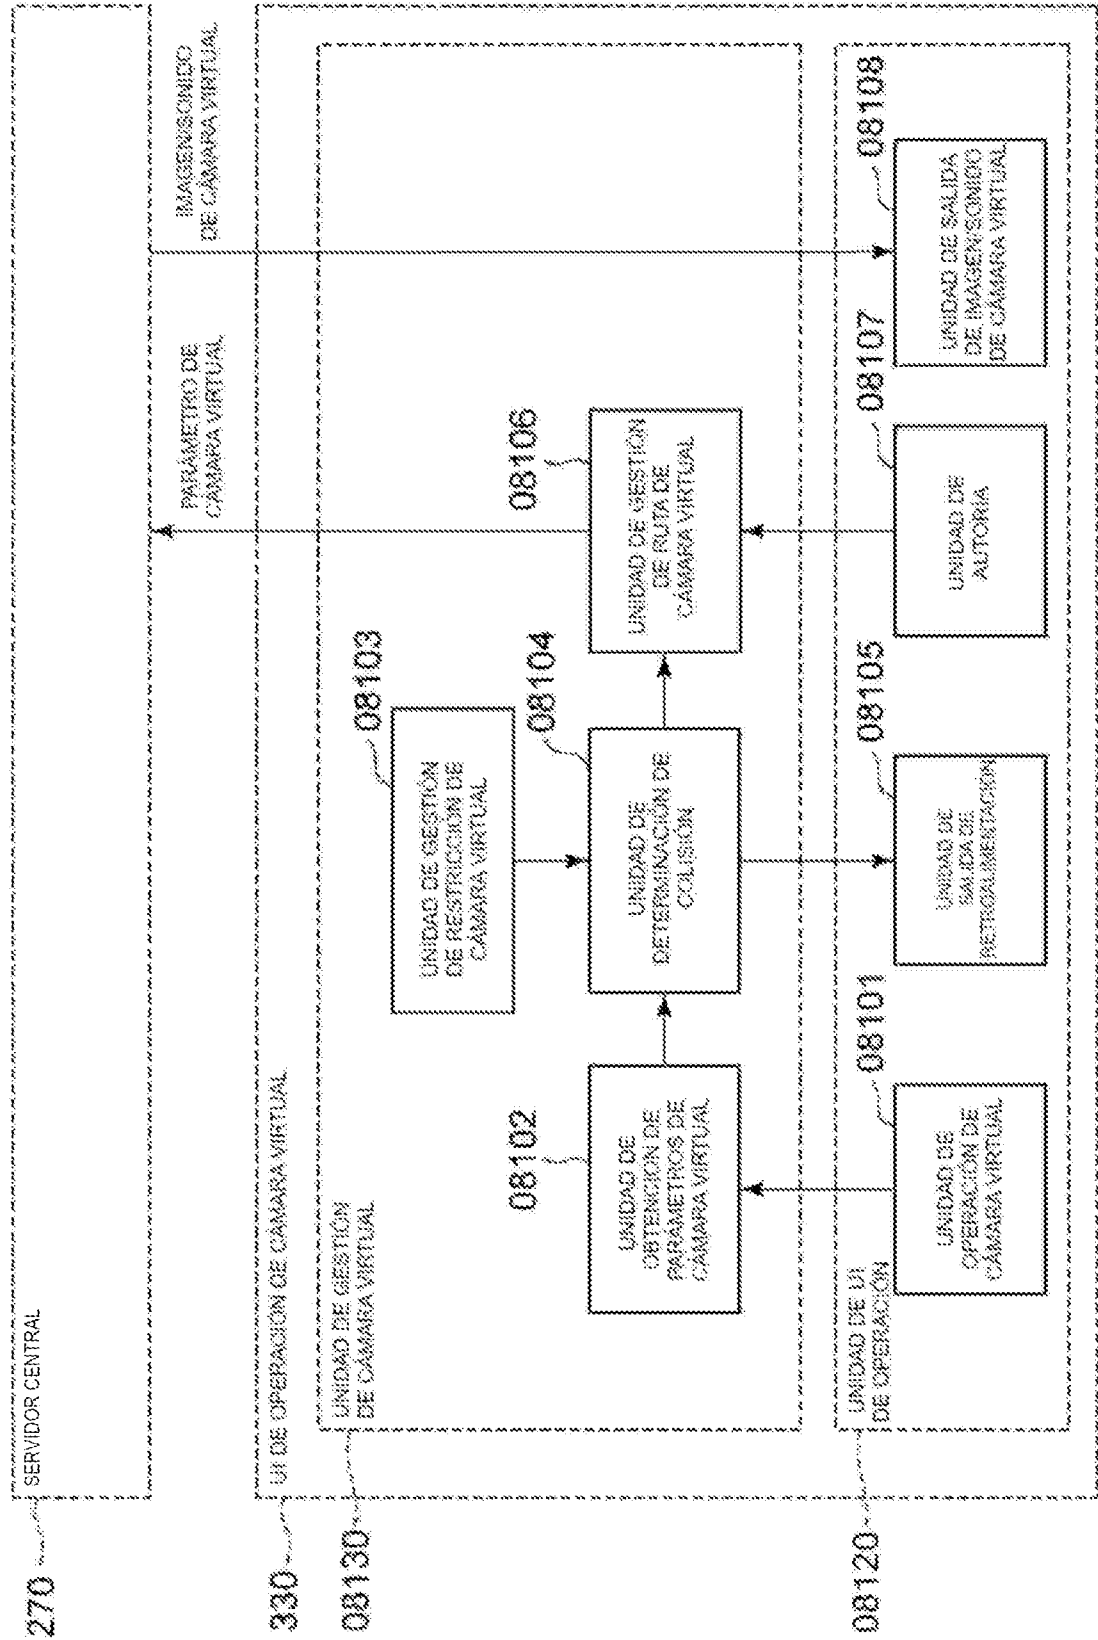 270
SERVIDOR CENTRAL
PARÁMETRO DE
CÁMARA VIRTUAL
IMAGEN/SONIDO
DE CÁMARA VIRTUAL
330
UI DE OPERACIÓN DE CÁMARA VIRTUAL
08130
UNIDAD DE GESTIÓN
DE CÁMARA VIRTUAL
08103
UNIDAD DE GESTIÓN
DE RESTRICCIÓN DE
CÁMARA VIRTUAL
08102
UNIDAD DE
OBTENCIÓN DE
PARÁMETROS DE
CÁMARA VIRTUAL
08104
UNIDAD DE
DETERMINACIÓN DE
COLISIÓN
08106
UNIDAD DE GESTIÓN
DE RUTA DE
CÁMARA VIRTUAL
08120
UNIDAD DE UI
DE OPERACIÓN
08101
UNIDAD DE
OPERACIÓN DE
CÁMARA VIRTUAL
08105
UNIDAD DE
SALIDA DE
RETROALIMENTACIÓN
08107
UNIDAD DE
AUTORÍA
08108
UNIDAD DE SALIDA
DE IMAGEN/SONIDO
DE CÁMARA VIRTUAL